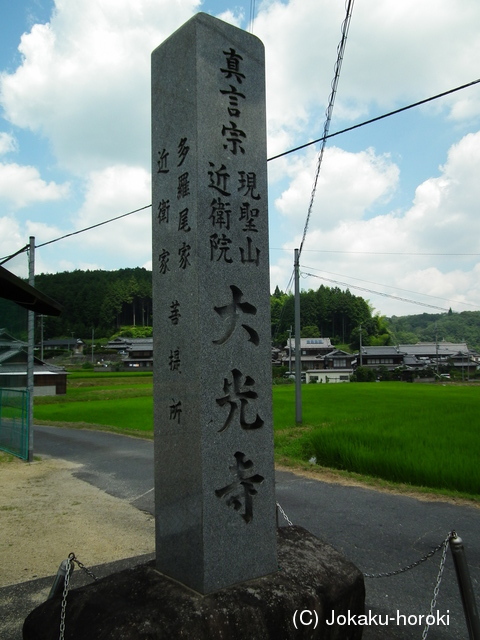 真言宗
現聖山
近衛院
大光寺
多羅尾家
近衛家
菩提所
(C) Jokaku-horoki